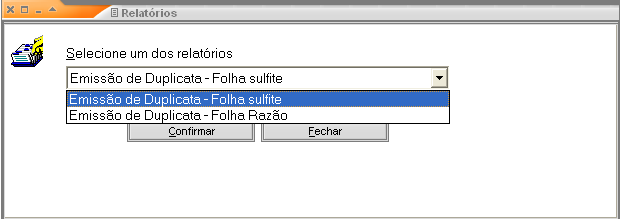 Relatórios
Selecione um dos relatórios
Emissão de Duplicata - Folha sulfite
Emissão de Duplicata - Folha sulfite
Emissão de Duplicata - Folha Razão
Confirmar Fechar